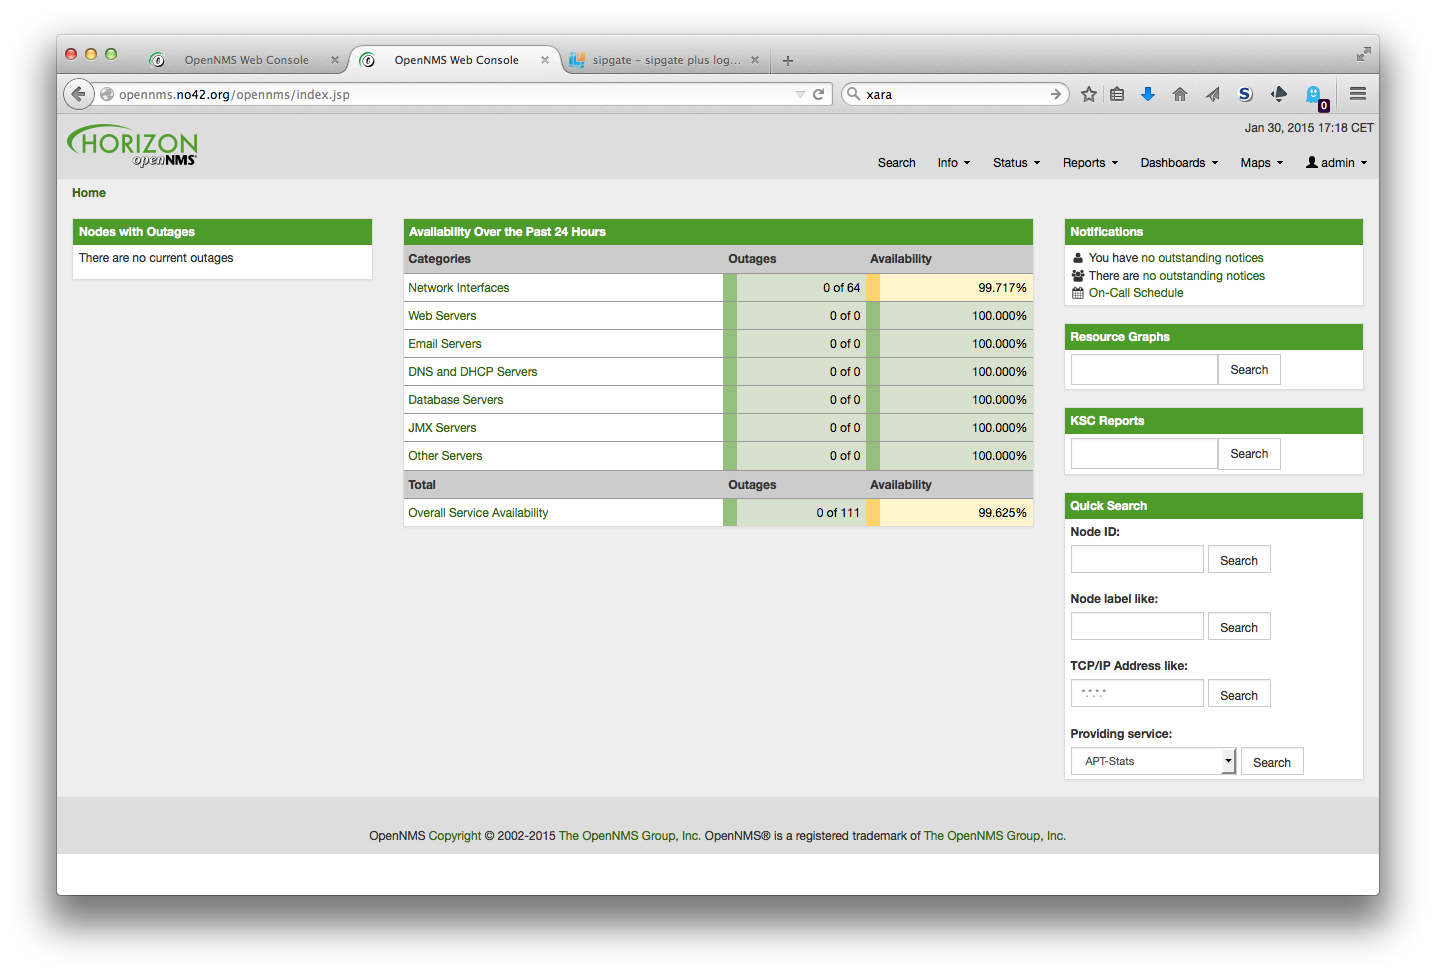 OpenNMS Web Console
OpenNMS Web Console
sipgate - sipgate plus log...
opennms.no42.org/opennms/index.jsp
xara
S
0
HORIZON
openNMS
Jan 30, 2015 17:18 CET
Search Info Status Reports Dashboards Maps admin
Home
Nodes with Outages
There are no current outages
Availability Over the Past 24 Hours
Categories Outages Availability
Network Interfaces 0 of 64 99.717%
Web Servers 0 of 0 100.000%
Email Servers 0 of 0 100.000%
DNS and DHCP Servers 0 of 0 100.000%
Database Servers 0 of 0 100.000%
JMX Servers 0 of 0 100.000%
Other Servers 0 of 0 100.000%
Total Outages Availability
Overall Service Availability 0 of 111 99.625%
Notifications
You have no outstanding notices
There are no outstanding notices
On-Call Schedule
Resource Graphs
Search
KSC Reports
Search
Quick Search
Node ID:
Search
Node label like:
Search
TCP/IP Address like:
*.*.*.* Search
Providing service:
APT-Stats Search
OpenNMS Copyright © 2002-2015 The OpenNMS Group, Inc. OpenNMS® is a registered trademark of The OpenNMS Group, Inc.